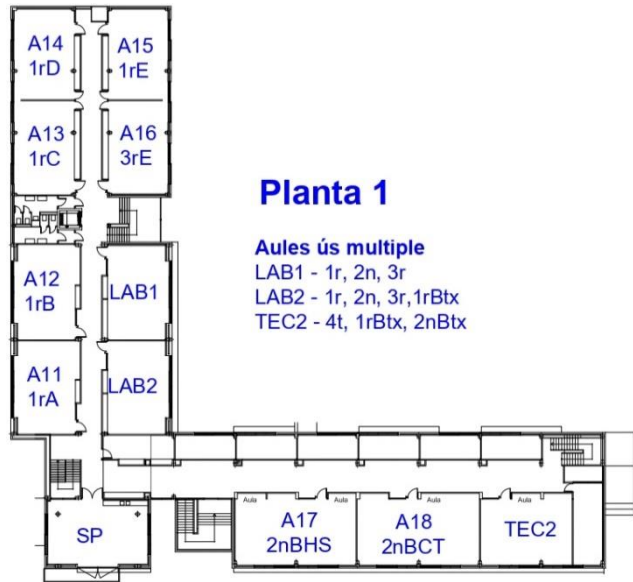 A14
1rD
A15
1rE
A13
1rC
A16
3rE
Planta 1
Aules ús multiple
LAB1 - 1r, 2n, 3r
LAB2 - 1r, 2n, 3r,1rBtx
TEC2 - 4t, 1rBtx, 2nBtx
A12
1rB
LAB1
A11
1rA
LAB2
SP
Aula
Aula
A17
2nBHS
Aula
A18
2nBCT
Aula
TEC2